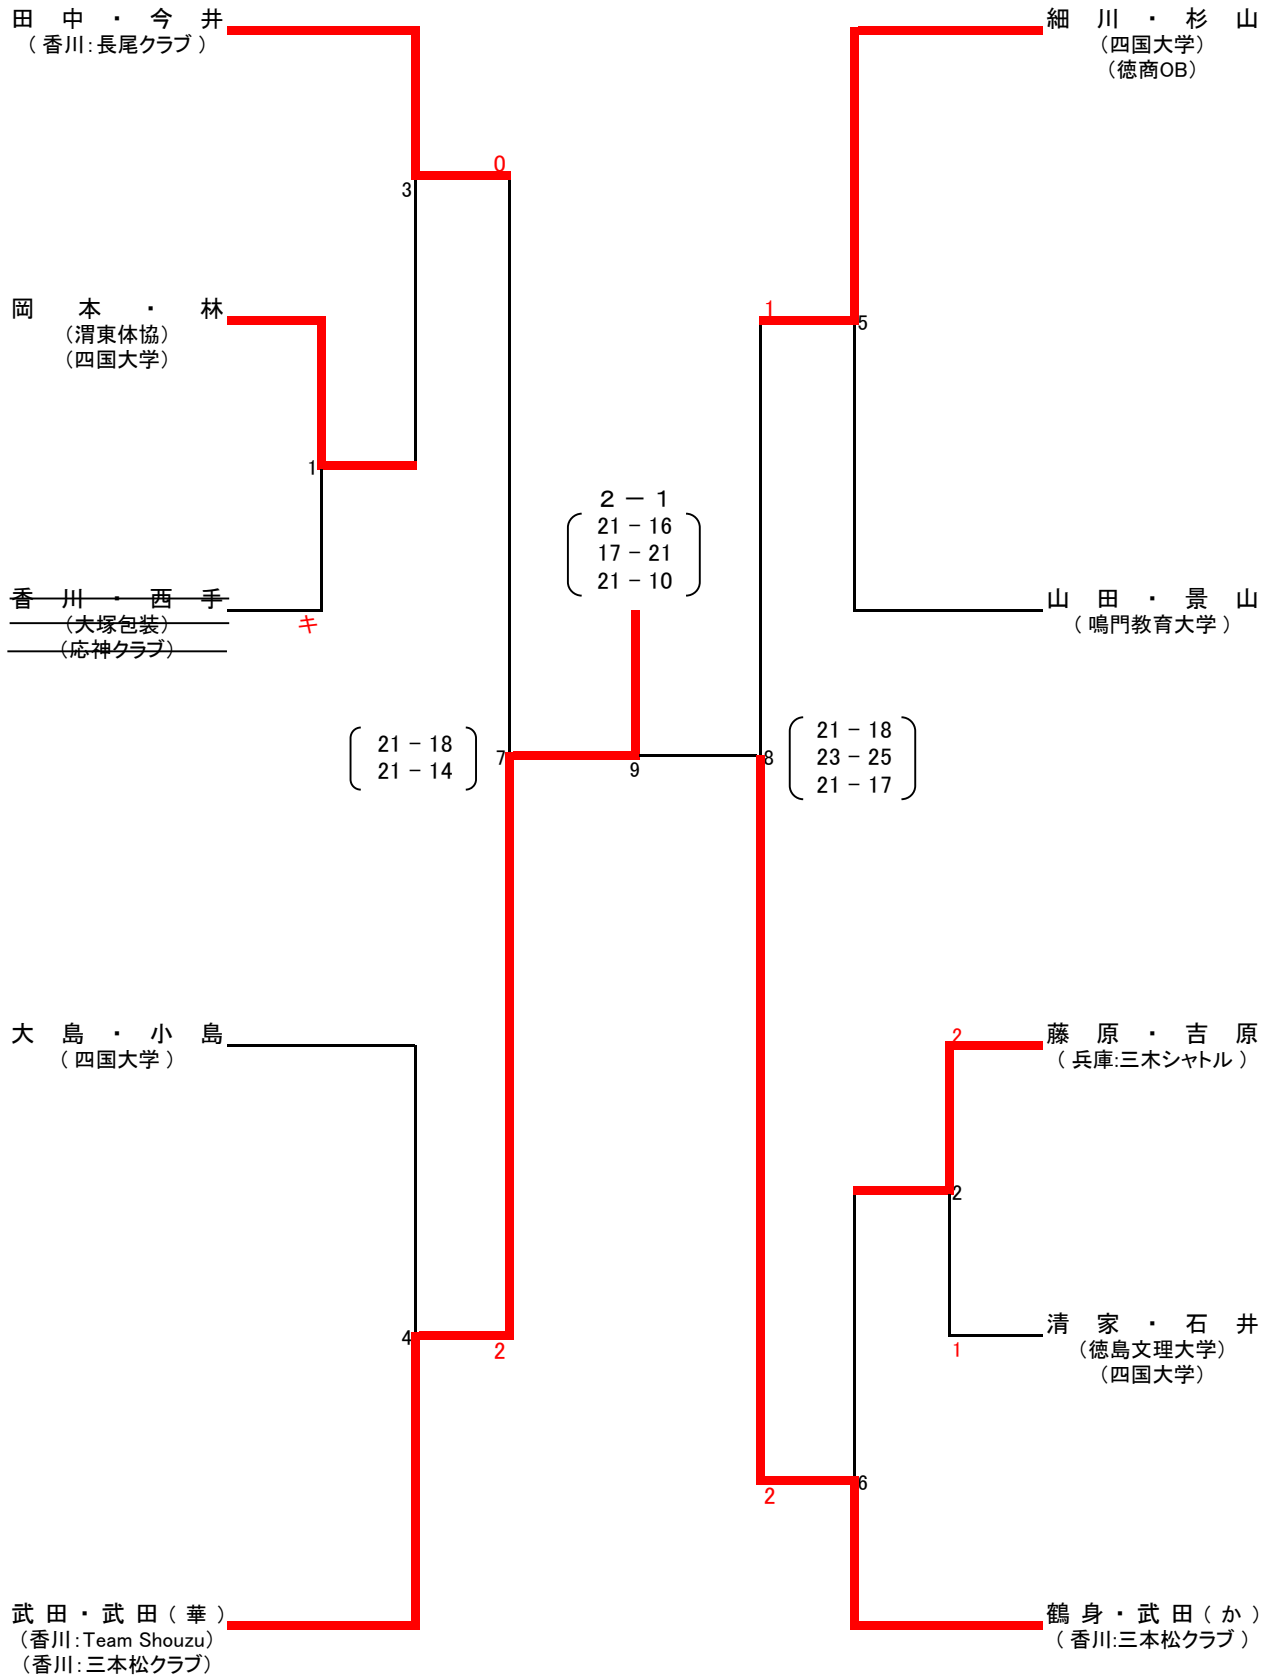 田中・今井
（香川：長尾クラブ）
細川・杉山
（四国大学）
（徳商OB）
0
3
岡本・林
（渭東体協）
（四国大学）
1
5
1
2－1
21－16
17－21
21－10
香川・西手
（大塚包装）
（応神クラブ）
キ
山田・景山
（鳴門教育大学）
21－18
21－14
7
9
8
21－18
23－25
21－17
大島・小島
（四国大学）
2
藤原・吉原
（兵庫:三木シャトル）
2
4
2
清家・石井
（徳島文理大学）
（四国大学）
1
6
2
武田・武田（華）
（香川：Team Shouzu）
（香川：三本松クラブ）
鶴身・武田（か）
（香川:三本松クラブ）